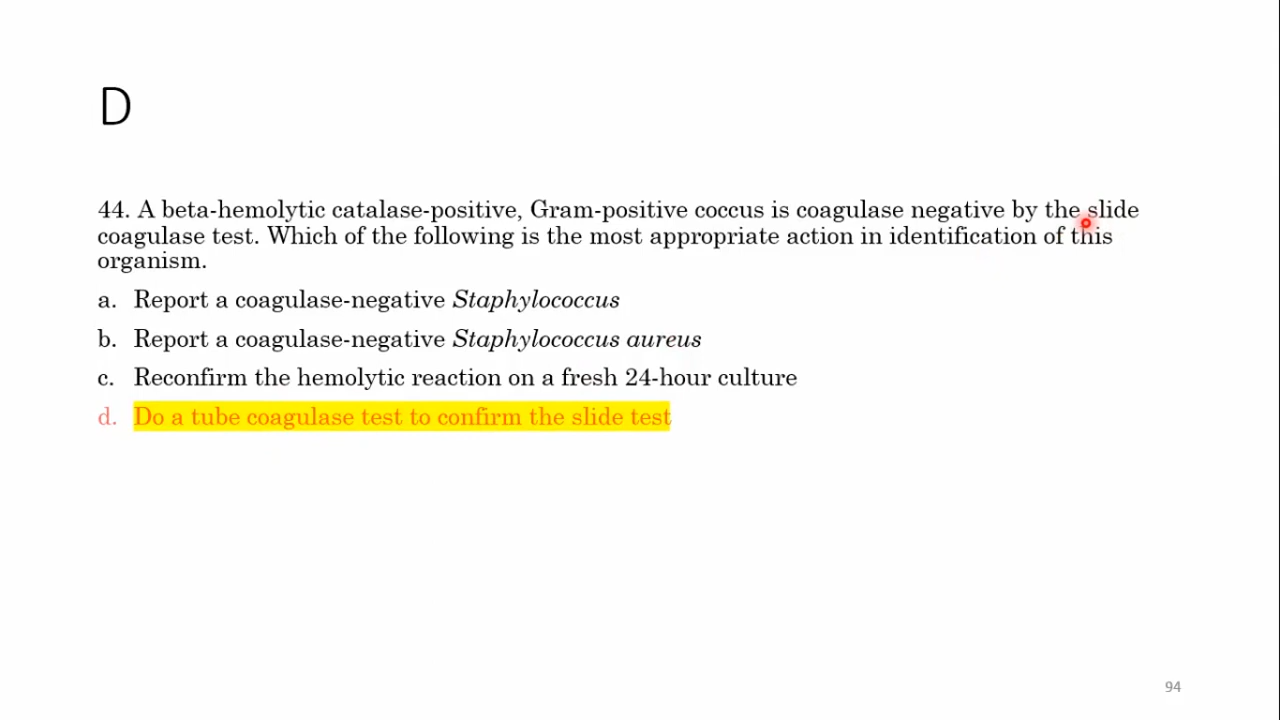 D
44. A beta-hemolytic catalase-positive, Gram-positive coccus is coagulase negative by the slide
coagulase test. Which of the following is the most appropriate action in identification of this
organism.
a. Report a coagulase-negative Staphylococcus
b. Report a coagulase-negative Staphylococcus aureus
c. Reconfirm the hemolytic reaction on a fresh 24-hour culture
d. Do a tube coagulase test to confirm the slide test
94